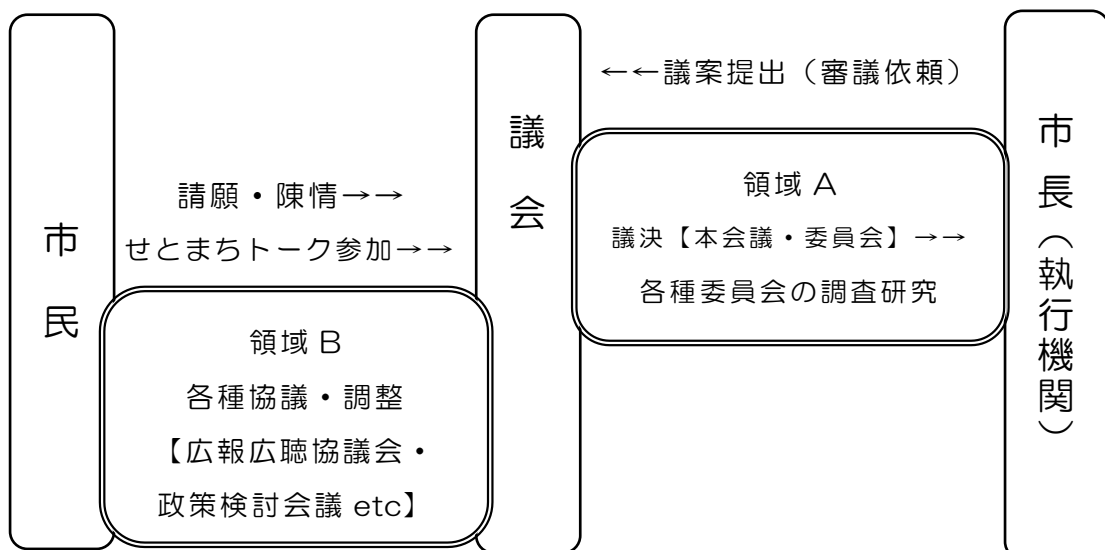 市民
請願・陳情→→
せとまちトーク参加→→
領域 B
各種協議・調整
【広報広聴協議会・
政策検討会議 etc】
議会
←←議案提出（審議依頼）
領域 A
議決【本会議・委員会】→→
各種委員会の調査研究
市長（執行機関）